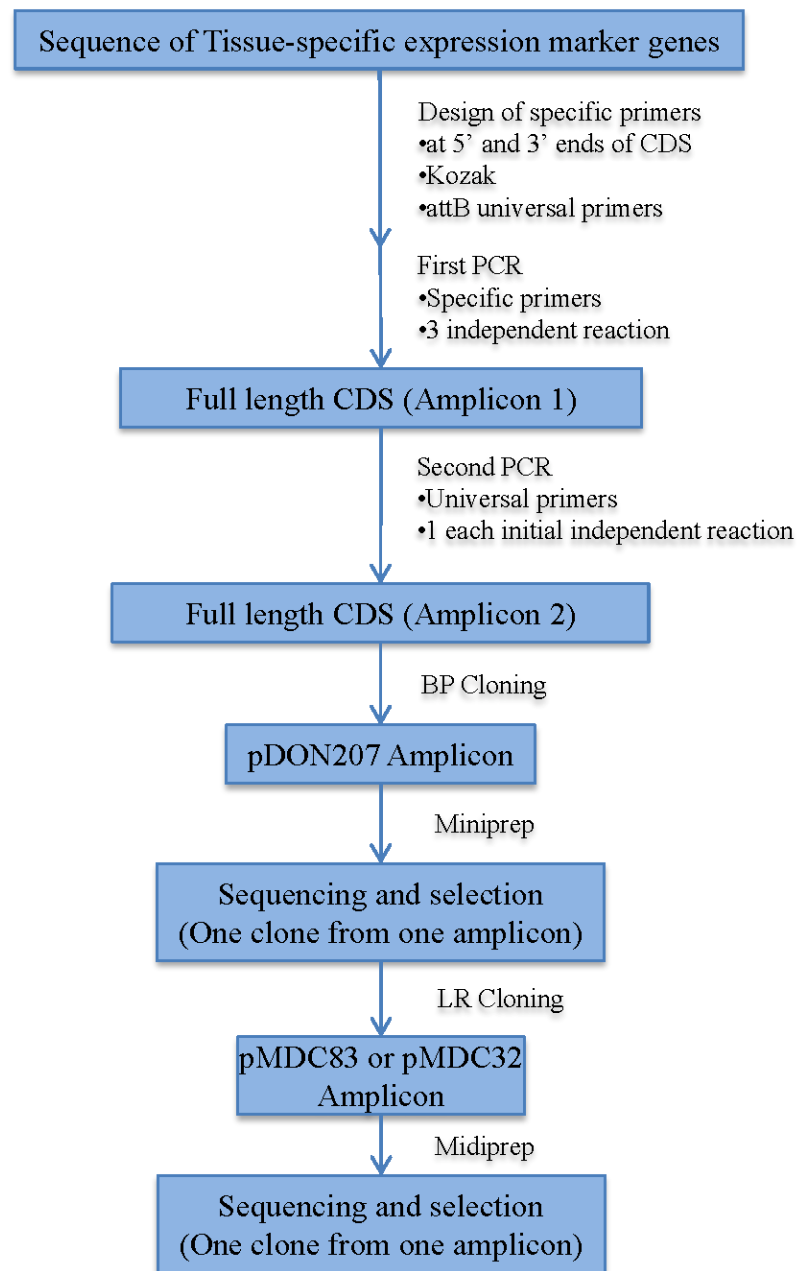 Sequence of Tissue-specific expression marker genes
Design of specific primers
•at 5’ and 3’ ends of CDS
•Kozak
•attB universal primers
First PCR
•Specific primers
•3 independent reaction
Full length CDS (Amplicon 1)
Second PCR
•Universal primers
•1 each initial independent reaction
Full length CDS (Amplicon 2)
BP Cloning
pDON207 Amplicon
Miniprep
Sequencing and selection
(One clone from one amplicon)
LR Cloning
pMDC83 or pMDC32
Amplicon
Midiprep
Sequencing and selection
(One clone from one amplicon)